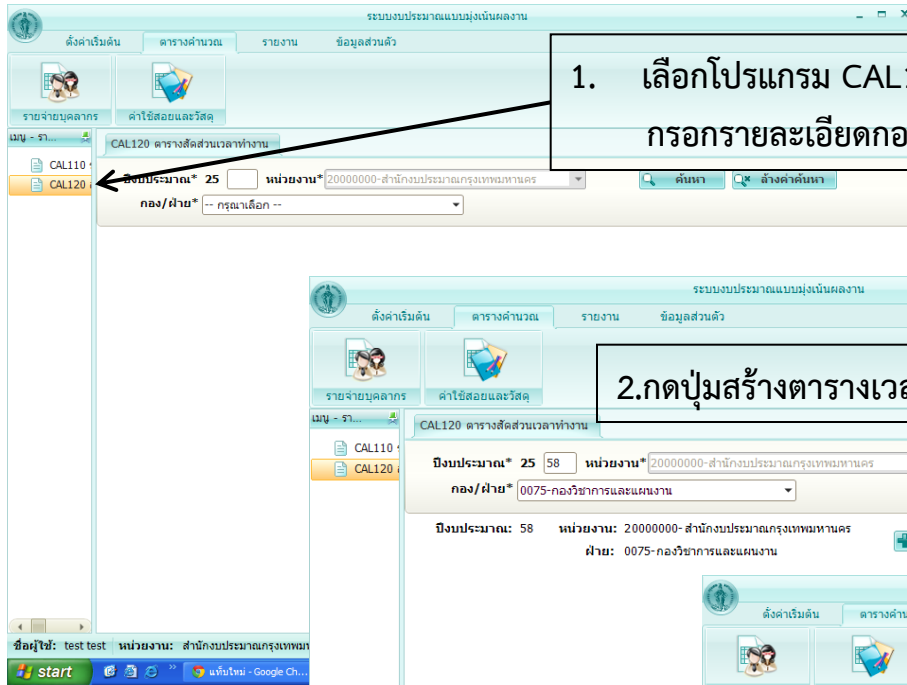 ระบบงบประมาณแบบมุ่งเน้นผลงาน
ตั้งค่าเริ่มต้น ตารางคำนวณ รายงาน ข้อมูลส่วนตัว
1. เลือกโปรแกรม CAL1
กรอกรายละเอียดกอ
รายจ่ายบุคลากร ค่าใช้สอยและวัสดุ
เมนู - รา...
CAL120 ตารางสัดส่วนเวลาทำงาน
CAL110
CAL120
ปีงบประมาณ* 25 หน่วยงาน* 20000000-สำนักงบประมาณกรุงเทพมหานคร ค้นหา ล้างค่าค้นหา
กอง/ฝ่าย* -- กรุณาเลือก --
ระบบงบประมาณแบบมุ่งเน้นผลงาน
ตั้งค่าเริ่มต้น ตารางคำนวณ รายงาน ข้อมูลส่วนตัว
2.กดปุ่มสร้างตารางเวล
รายจ่ายบุคลากร ค่าใช้สอยและวัสดุ
เมนู - รา...
CAL120 ตารางสัดส่วนเวลาทำงาน
CAL110
CAL120
ปีงบประมาณ* 25 58 หน่วยงาน* 20000000-สำนักงบประมาณกรุงเทพมหานคร
กอง/ฝ่าย* 0075-กองวิชาการและแผนงาน
ปีงบประมาณ: 58 หน่วยงาน: 20000000- สำนักงบประมาณกรุงเทพมหานคร
ฝ่าย: 0075- กองวิชาการและแผนงาน
ตั้งค่าเริ่มต้น ตารางคำน
ชื่อผู้ใช้: test test หน่วยงาน: สำนักงบประมาณกรุงเทพมห
start แท็บใหม่ - Google Ch...